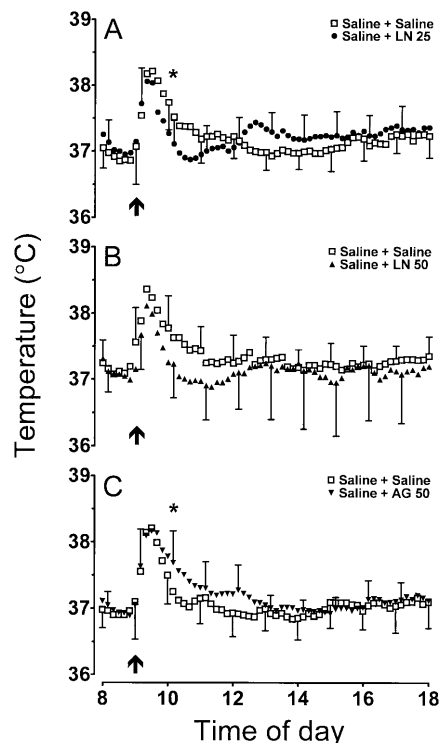 A
Saline + Saline
Saline + LN 25
39
38
37
36
*
B
Saline + Saline
Saline + LN 50
39
38
37
36
Temperature (°C)
C
Saline + Saline
Saline + AG 50
39
38
37
36
*
8 10 12 14 16 18
Time of day